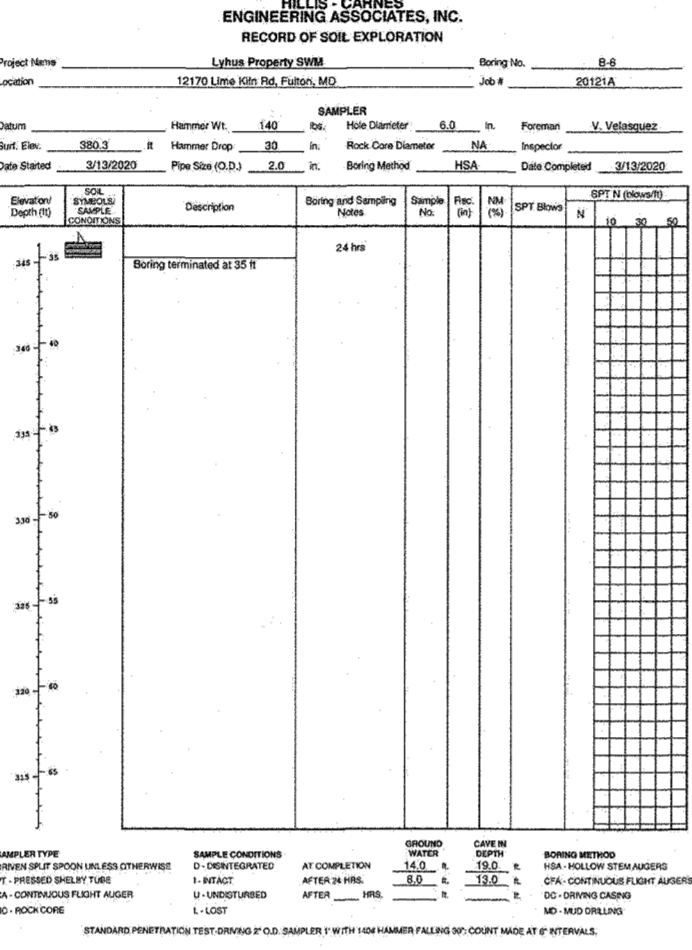 HILLIS - CARNES
ENGINEERING ASSOCIATES, INC.
RECORD OF SOIL EXPLORATION
Project Name Lyhus Property SWM Boring No. B-6
Location 12170 Lime Kiln Rd, Fulton, MD Job # 20121A
SAMPLER
Datum Hammer Wt. 140 lbs. Hole Diameter 6.0 in. Foreman V. Velasquez
Surf. Elev. 380.3 ft Hammer Drop 30 in. Rock Core Diameter NA Inspector
Date Started 3/13/2020 Pipe Size (O.D.) 2.0 in. Boring Method HSA Date Completed 3/13/2020
Elevation/ Depth (ft) SOIL SYMBOLS/ SAMPLE CONDITIONS Description Boring and Sampling Notes Sample No. Rec. (in) NM (%) SPT Blows SPT N (blows/ft)
N 10 30 50
24 hrs
345 35
Boring terminated at 35 ft
340 40
335 45
330 50
325 55
320 60
315 65
GROUND WATER CAVE IN DEPTH
SAMPLER TYPE SAMPLE CONDITIONS BORING METHOD
DRIVEN SPLIT SPOON UNLESS OTHERWISE D - DISINTEGRATED AT COMPLETION 14.0 ft. 19.0 ft. HSA - HOLLOW STEM AUGERS
PT - PRESSED SHELBY TUBE I - INTACT AFTER 24 HRS. 8.0 ft. 13.0 ft. CFA - CONTINUOUS FLIGHT AUGERS
CA - CONTINUOUS FLIGHT AUGER U - UNDISTURBED AFTER HRS. ft. ft. DC - DRIVING CASING
RC - ROCK CORE L - LOST MD - MUD DRILLING
STANDARD PENETRATION TEST-DRIVING 2" O.D. SAMPLER 1' WITH 140# HAMMER FALLING 30"; COUNT MADE AT 6" INTERVALS.